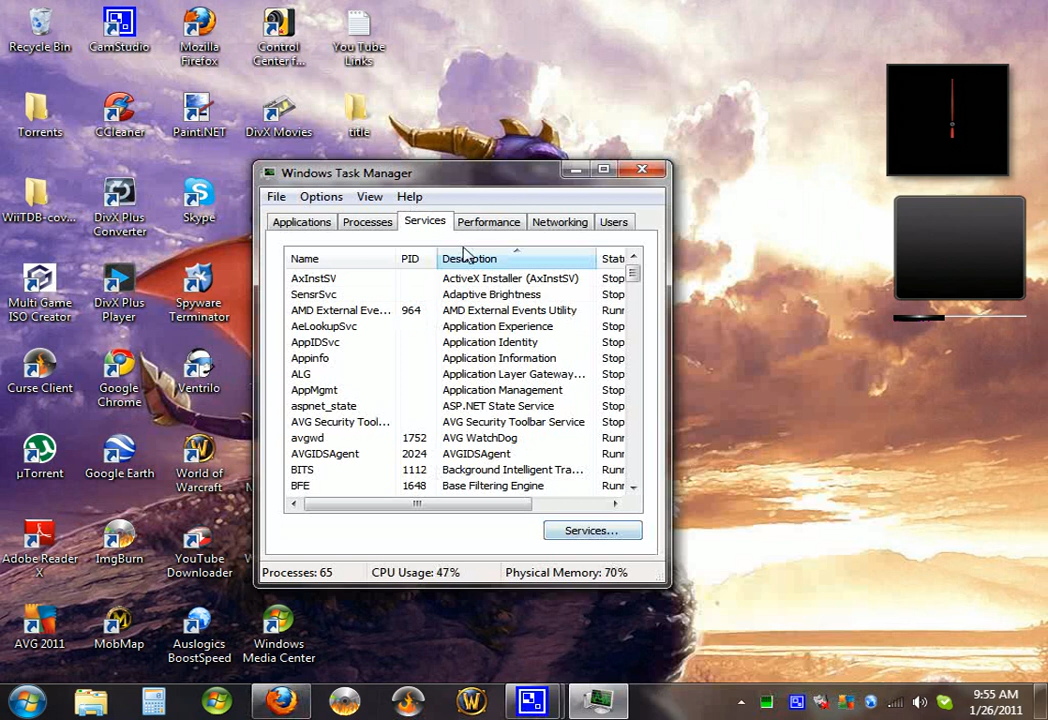 Recycle Bin
CamStudio
Mozilla
Firefox
Control
Center f...
You Tube
Links
Torrents
CCleaner
Paint.NET
DivX Movies
title
WiiTDB-cov...
DivX Plus
Converter
Skype
Multi Game
ISO Creator
DivX Plus
Player
Spyware
Terminator
Curse Client
Google
Chrome
Ventrilo
µTorrent
Google Earth
World of
Warcraft
Adobe Reader
X
ImgBurn
YouTube
Downloader
AVG 2011
MobMap
Auslogics
BoostSpeed
Windows
Media Center
Windows Task Manager
File Options View Help
Applications Processes Services Performance Networking Users
Name PID Description Stat
AxInstSV ActiveX Installer (AxInstSV) Stop
SensrSvc Adaptive Brightness Stop
AMD External Eve... 964 AMD External Events Utility Runr
AeLookupSvc Application Experience Stop
AppIDSvc Application Identity Stop
Appinfo Application Information Stop
ALG Application Layer Gateway... Stop
AppMgmt Application Management Stop
aspnet_state ASP.NET State Service Stop
AVG Security Tool... AVG Security Toolbar Service Stop
avgwd 1752 AVG WatchDog Runr
AVGIDSAgent 2024 AVGIDSAgent Runr
BITS 1112 Background Intelligent Tra... Runr
BFE 1648 Base Filtering Engine Runr
Services...
Processes: 65 CPU Usage: 47% Physical Memory: 70%
9:55 AM
1/26/2011